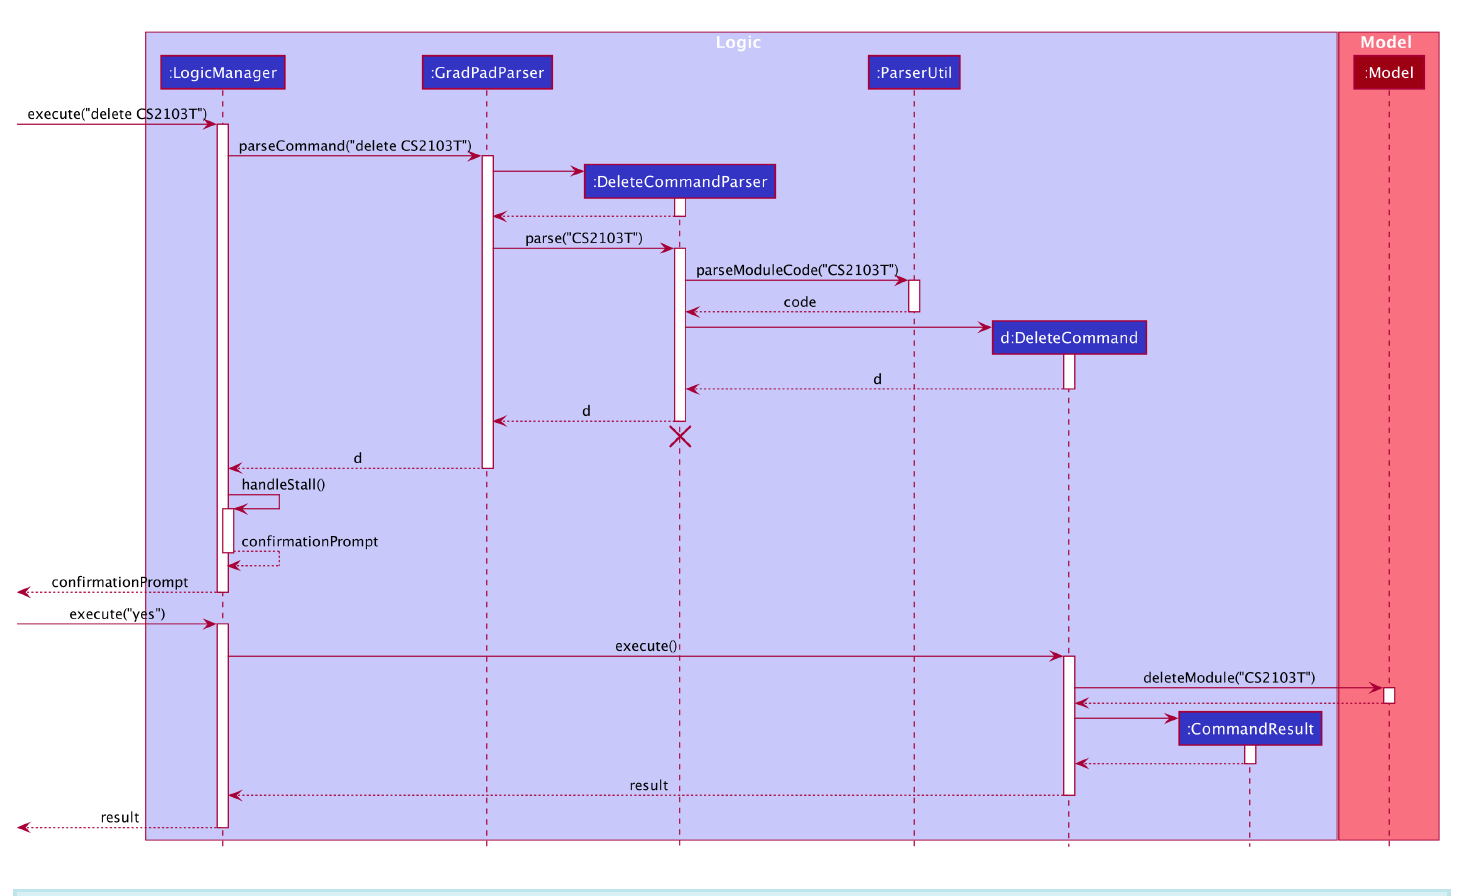 Logic
Model
:LogicManager
:GradPadParser
:ParserUtil
:Model
execute("delete CS2103T")
parseCommand("delete CS2103T")
:DeleteCommandParser
parse("CS2103T")
parseModuleCode("CS2103T")
code
d:DeleteCommand
d
d
d
handleStall()
confirmationPrompt
confirmationPrompt
execute("yes")
execute()
deleteModule("CS2103T")
:CommandResult
result
result